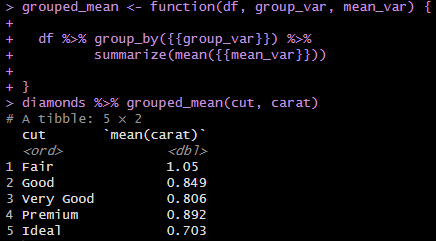 > grouped_mean <- function(df, group_var, mean_var) {
+
+   df %>% group_by({{group_var}}) %>%
+          summarize(mean({{mean_var}}))
+
+ }
> diamonds %>% grouped_mean(cut, carat)
# A tibble: 5 × 2
  cut       `mean(carat)`
  <ord>             <dbl>
1 Fair              1.05
2 Good              0.849
3 Very Good         0.806
4 Premium           0.892
5 Ideal             0.703